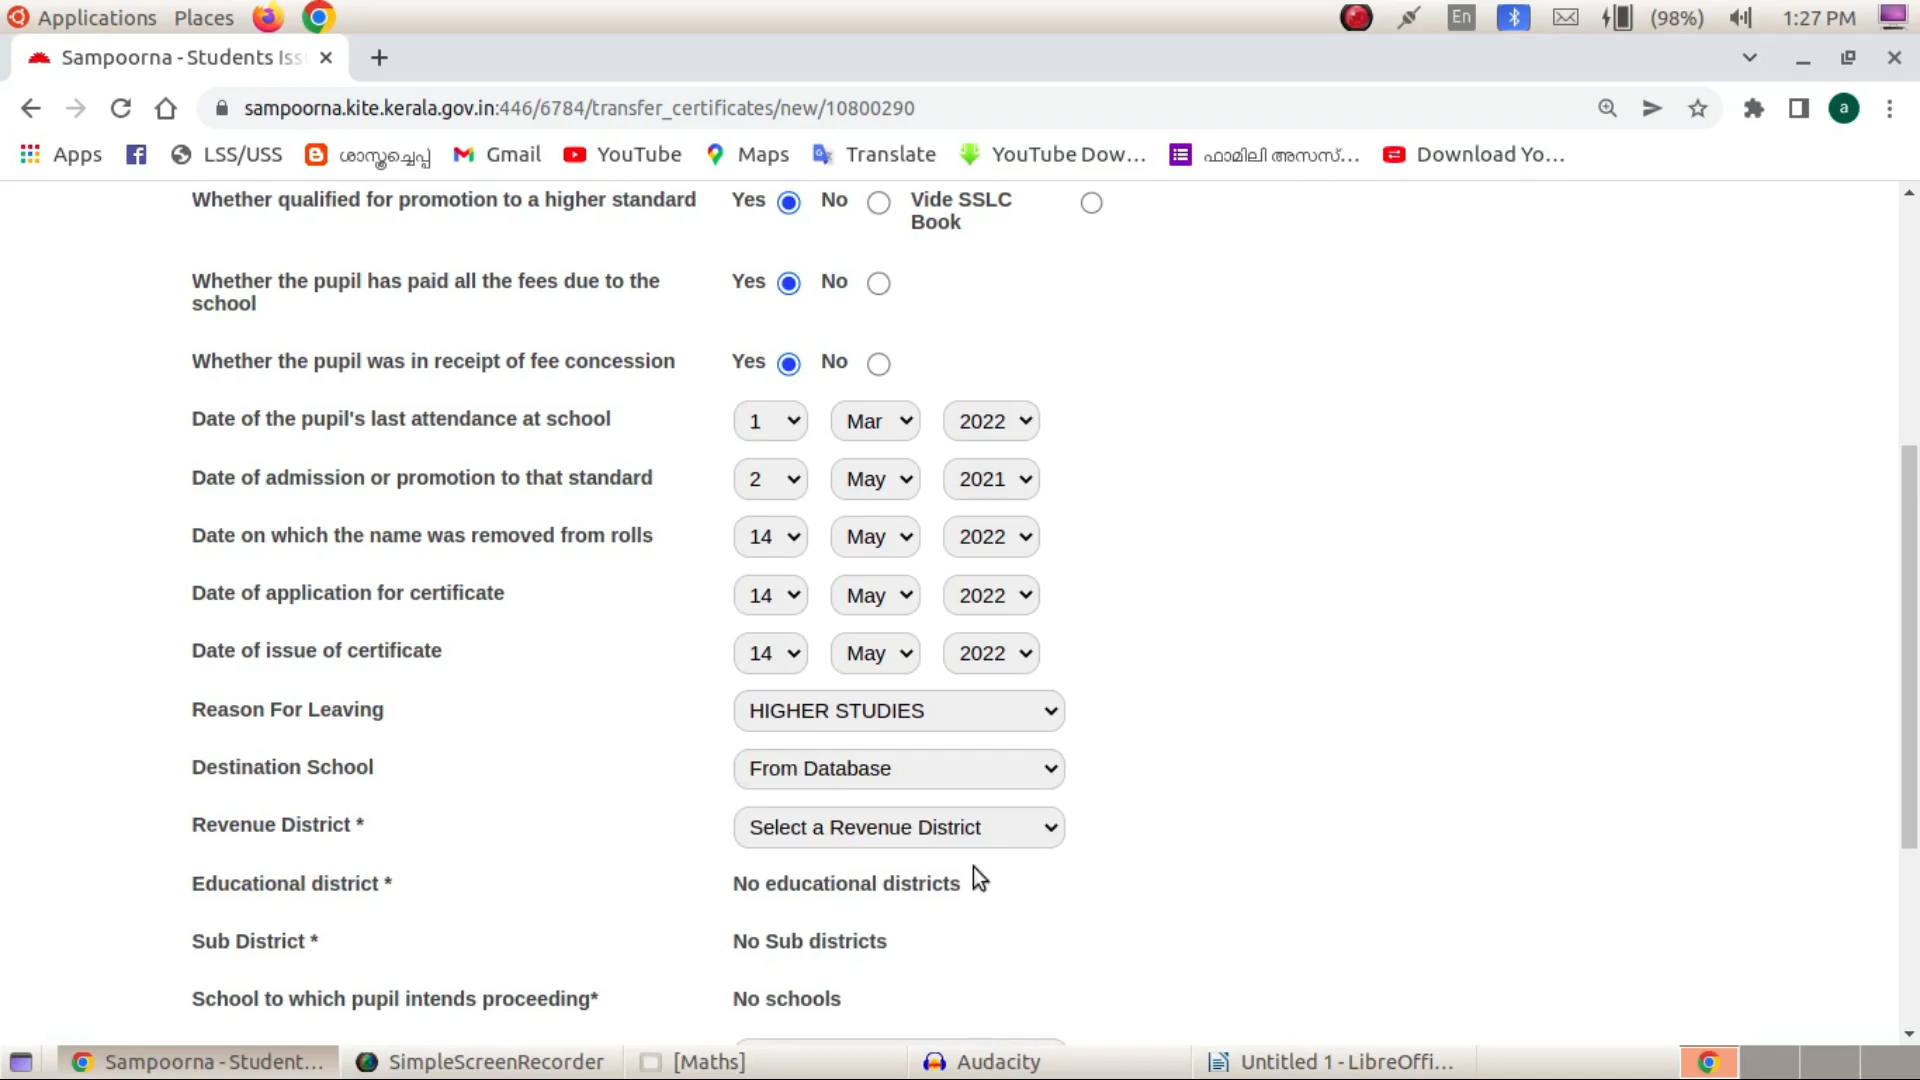 Applications Places En (98%) 1:27 PM
Sampoorna - Students Iss
sampoorna.kite.kerala.gov.in:446/6784/transfer_certificates/new/10800290 a
Apps LSS/USS ശാസ്ത്രച്ചെപ്പ് Gmail YouTube Maps Translate YouTube Dow... ഫാമിലി അസസ്... Download Yo...
Whether qualified for promotion to a higher standard Yes No Vide SSLC
Book
Whether the pupil has paid all the fees due to the Yes No
school
Whether the pupil was in receipt of fee concession Yes No
Date of the pupil's last attendance at school 1 Mar 2022
Date of admission or promotion to that standard 2 May 2021
Date on which the name was removed from rolls 14 May 2022
Date of application for certificate 14 May 2022
Date of issue of certificate 14 May 2022
Reason For Leaving HIGHER STUDIES
Destination School From Database
Revenue District * Select a Revenue District
Educational district * No educational districts
Sub District * No Sub districts
School to which pupil intends proceeding* No schools
Sampoorna - Student... SimpleScreenRecorder [Maths] Audacity Untitled 1 - LibreOffi...